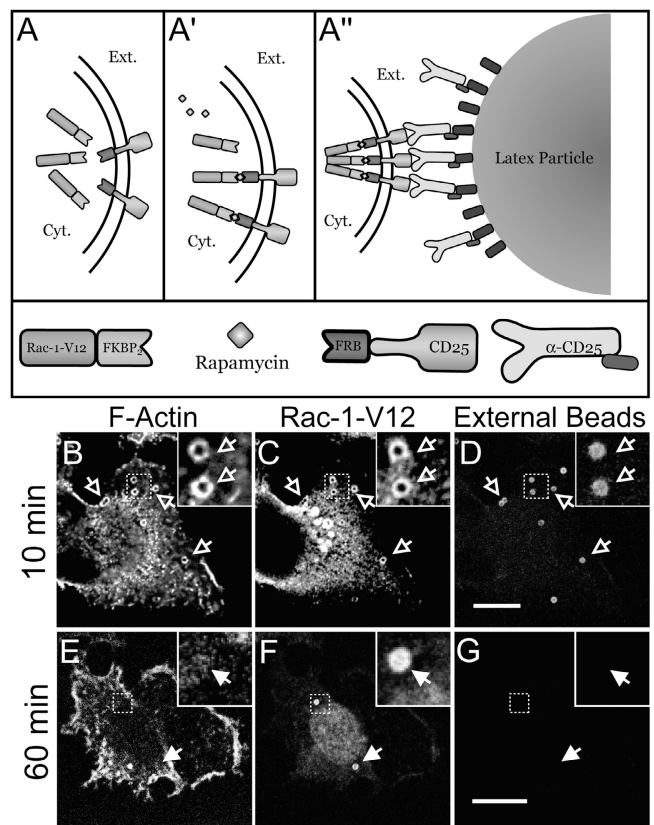 A
A'
A"
Ext.
Ext.
Ext.
Latex Particle
Cyt.
Cyt.
Cyt.
Rac-1-V12
FKBP₂
Rapamycin
FRB
CD25
α-CD25
F-Actin
Rac-1-V12
External Beads
10 min
B
C
D
60 min
E
F
G